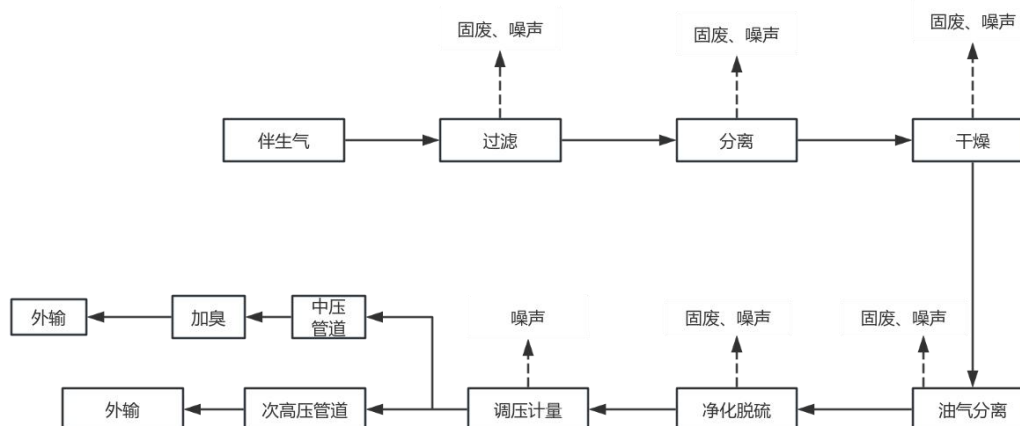 固废、噪声
固废、噪声
固废、噪声
伴生气
过滤
分离
干燥
外输
加臭
中压
管道
噪声
固废、噪声
固废、噪声
外输
次高压管道
调压计量
净化脱硫
油气分离